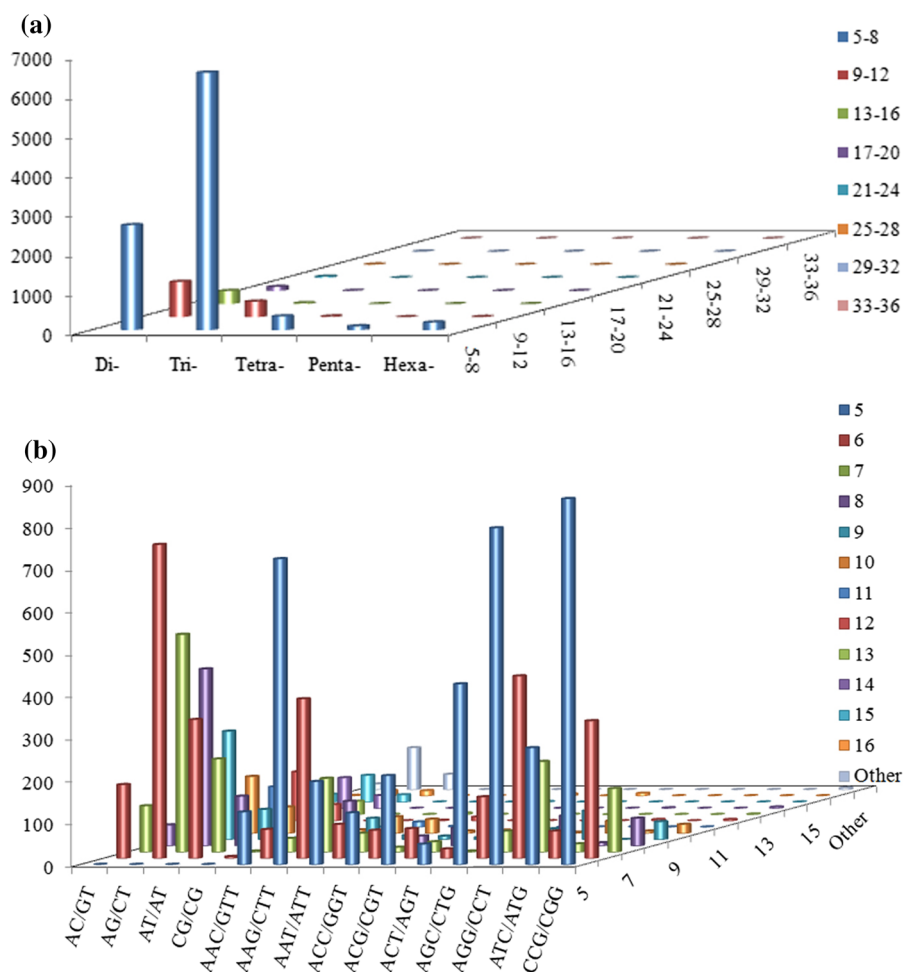 (a)
7000
6000
5000
4000
3000
2000
1000
0
Di- Tri- Tetra- Penta- Hexa-
5-8
9-12
13-16
17-20
21-24
25-28
29-32
33-36
5-8
9-12
13-16
17-20
21-24
25-28
29-32
33-36
(b)
900
800
700
600
500
400
300
200
100
0
AC/GT
AG/CT
AT/AT
CG/CG
AAC/GTT
AAG/CTT
AAT/ATT
ACC/GGT
ACG/CGT
ACT/AGT
AGC/CTG
AGG/CCT
ATC/ATG
CCG/CGG
5
7
9
11
13
15
Other
5
6
7
8
9
10
11
12
13
14
15
16
Other